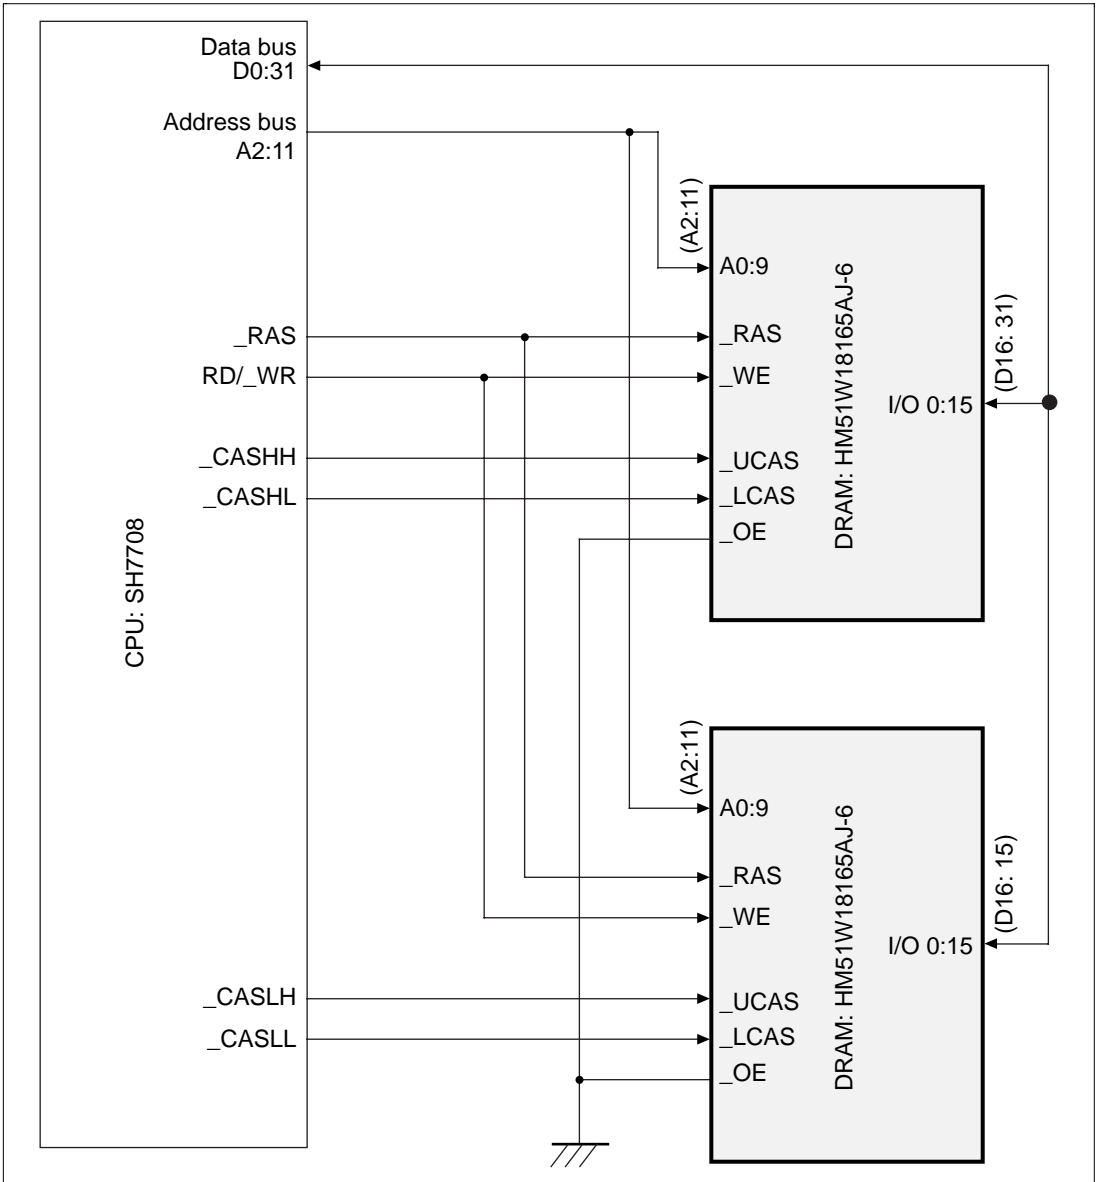 Data bus
D0:31
Address bus
A2:11
_RAS
RD/_WR
_CASHH
_CASHL
CPU: SH7708
_CASLH
_CASLL
(A2:11)
A0:9
_RAS
_WE
_UCAS
_LCAS
_OE
DRAM: HM51W18165AJ-6
I/O 0:15
(D16: 31)
(A2:11)
A0:9
_RAS
_WE
_UCAS
_LCAS
_OE
DRAM: HM51W18165AJ-6
I/O 0:15
(D16: 15)